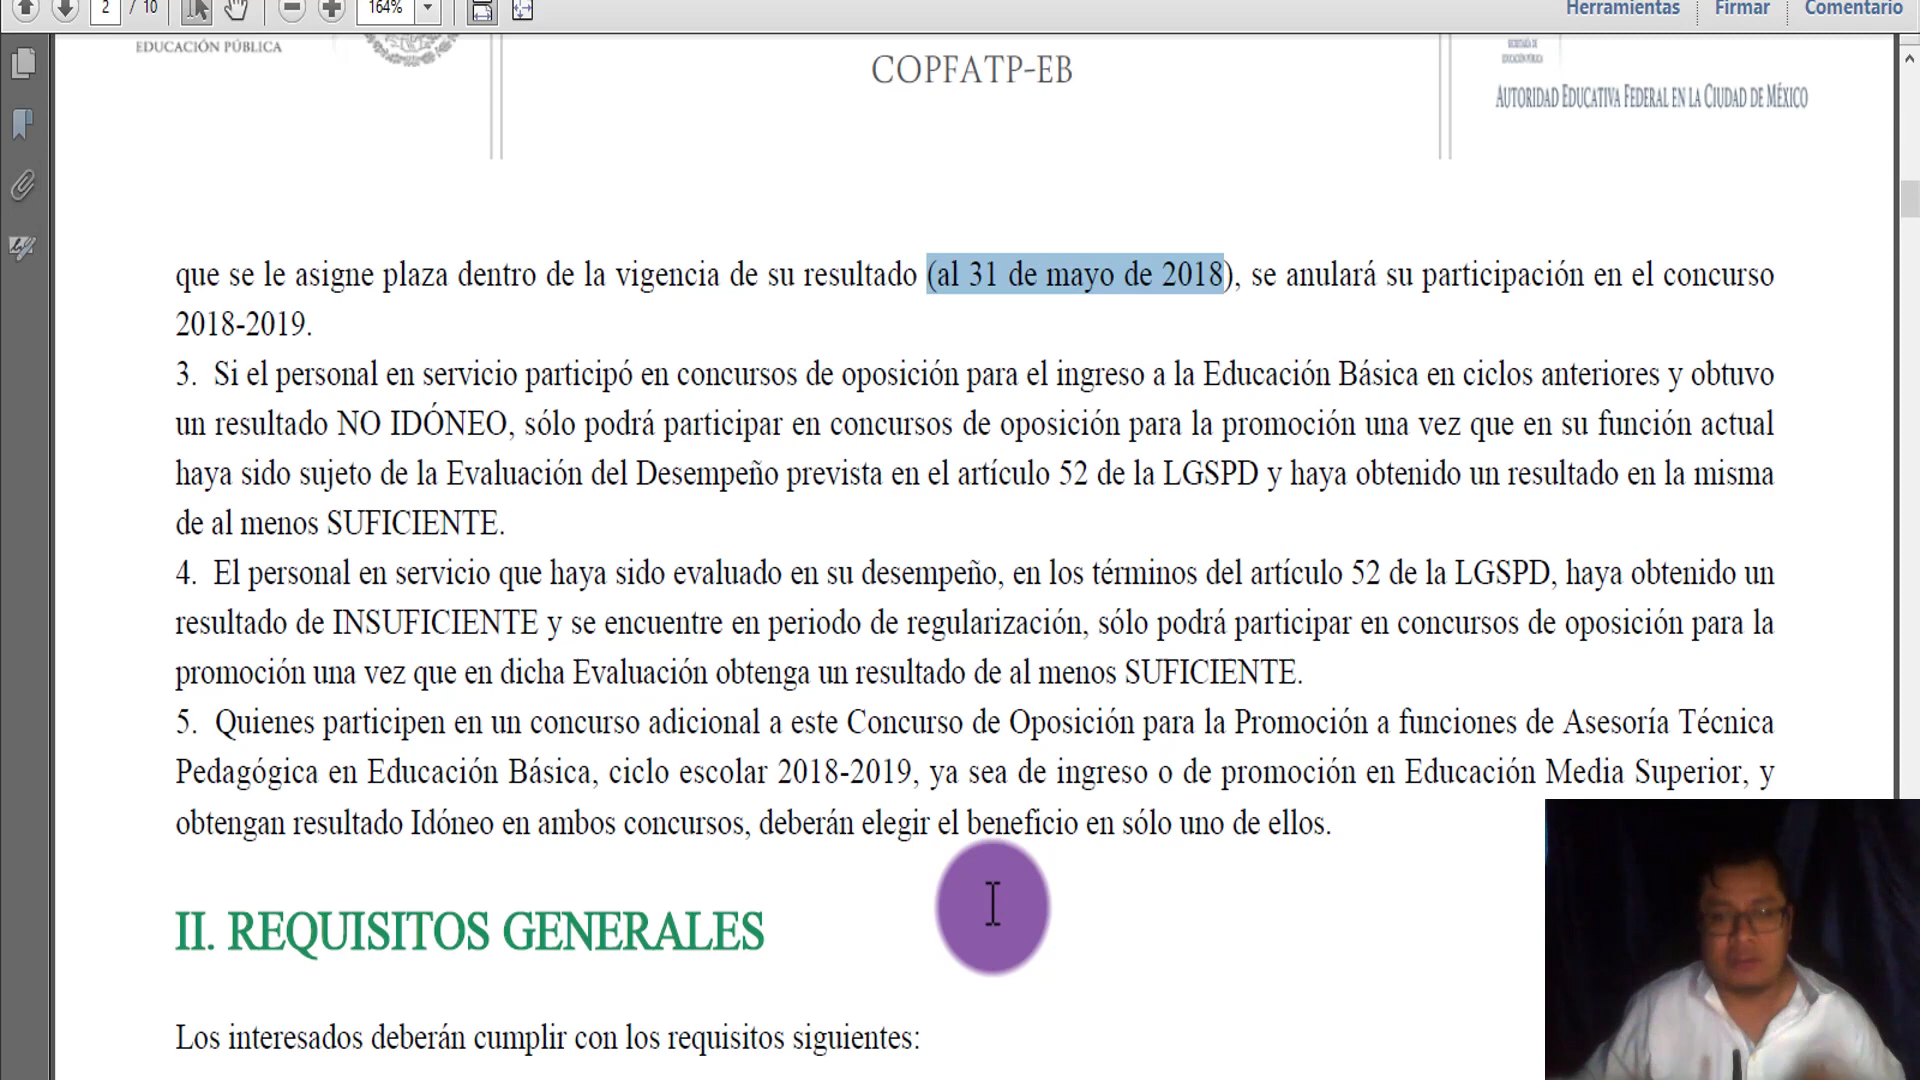 2 / 10 164% Herramientas Firmar Comentario
EDUCACIÓN PÚBLICA
COPFATP-EB
SECRETARÍA DE
EDUCACIÓN PÚBLICA
AUTORIDAD EDUCATIVA FEDERAL EN LA CIUDAD DE MÉXICO
que se le asigne plaza dentro de la vigencia de su resultado (al 31 de mayo de 2018), se anulará su participación en el concurso
2018-2019.
3. Si el personal en servicio participó en concursos de oposición para el ingreso a la Educación Básica en ciclos anteriores y obtuvo
un resultado NO IDÓNEO, sólo podrá participar en concursos de oposición para la promoción una vez que en su función actual
haya sido sujeto de la Evaluación del Desempeño prevista en el artículo 52 de la LGSPD y haya obtenido un resultado en la misma
de al menos SUFICIENTE.
4. El personal en servicio que haya sido evaluado en su desempeño, en los términos del artículo 52 de la LGSPD, haya obtenido un
resultado de INSUFICIENTE y se encuentre en periodo de regularización, sólo podrá participar en concursos de oposición para la
promoción una vez que en dicha Evaluación obtenga un resultado de al menos SUFICIENTE.
5. Quienes participen en un concurso adicional a este Concurso de Oposición para la Promoción a funciones de Asesoría Técnica
Pedagógica en Educación Básica, ciclo escolar 2018-2019, ya sea de ingreso o de promoción en Educación Media Superior, y
obtengan resultado Idóneo en ambos concursos, deberán elegir el beneficio en sólo uno de ellos.
II. REQUISITOS GENERALES
Los interesados deberán cumplir con los requisitos siguientes: